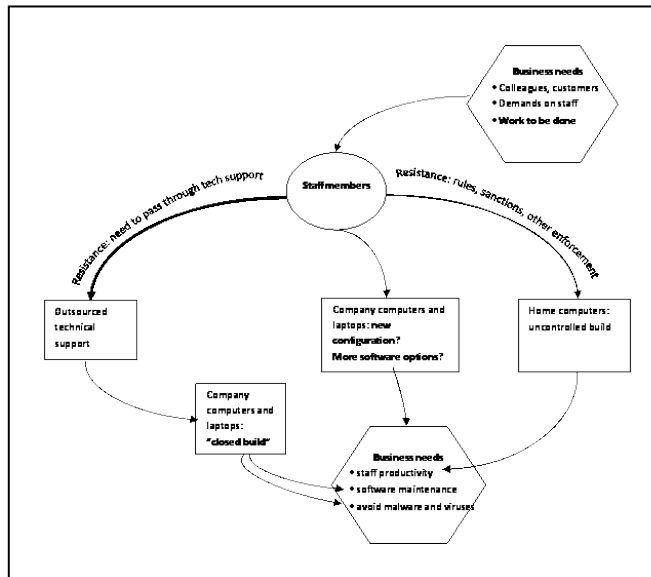 Business needs
• Colleagues, customers
• Demands on staff
• Work to be done
Staff members
Resistance: need to pass through tech support
Resistance: rules, sanctions, other enforcement
Outsourced
technical
support
Company computers and
laptops: new
configuration?
More software options?
Home computers:
uncontrolled build
Company
computers and
laptops:
"closed build"
Business needs
• staff productivity
• software maintenance
• avoid malware and viruses